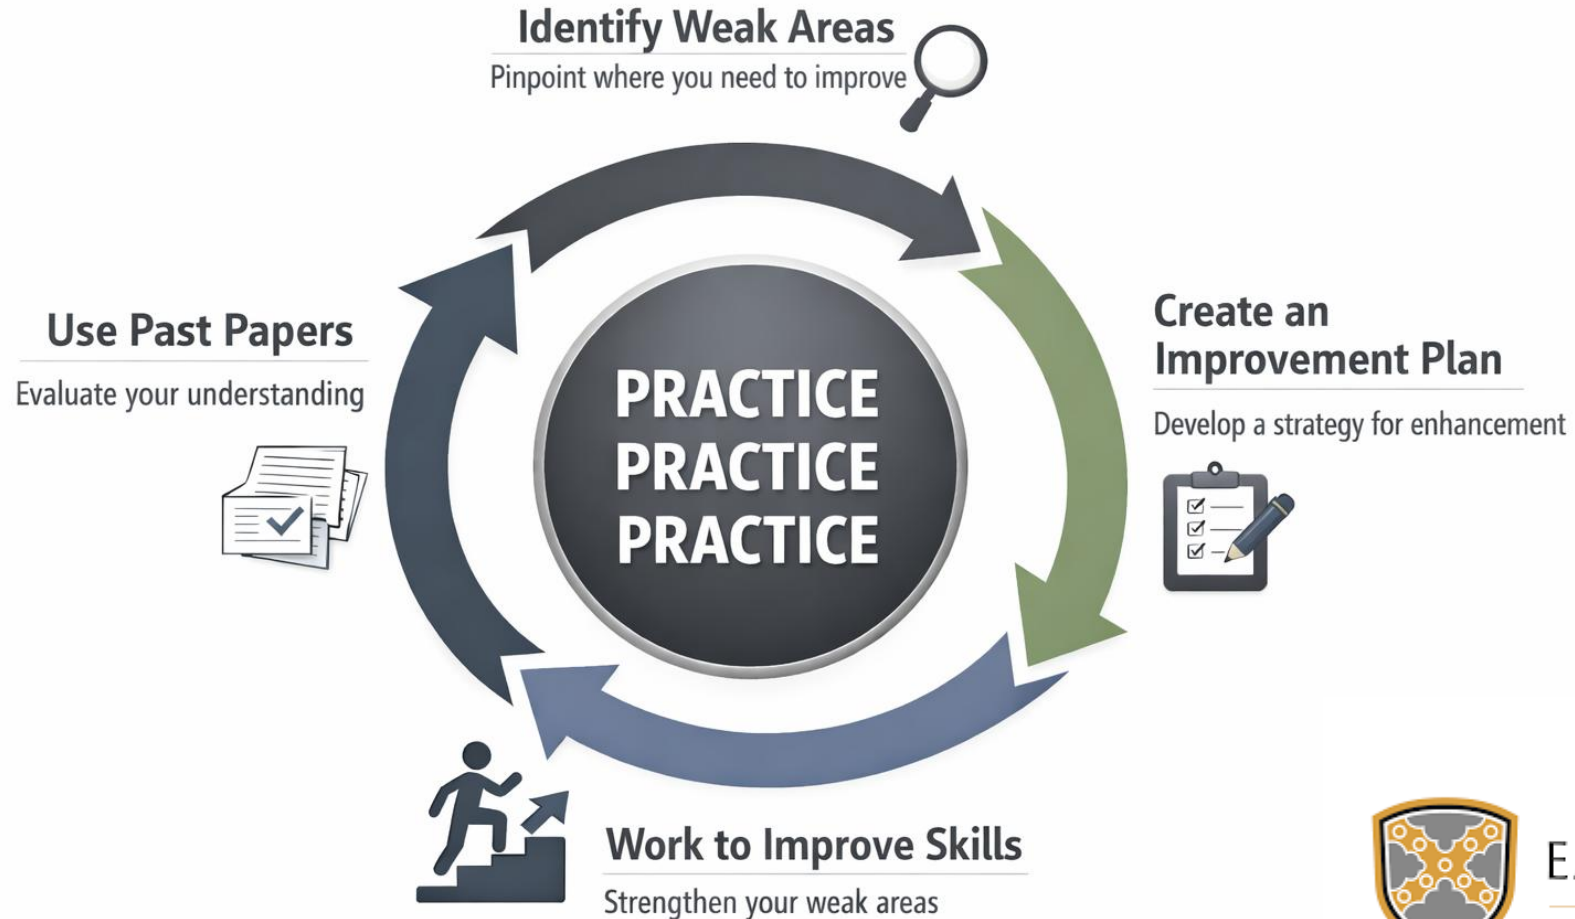 Identify Weak Areas
Pinpoint where you need to improve
Use Past Papers
Evaluate your understanding
Create an
Improvement Plan
Develop a strategy for enhancement
PRACTICE
PRACTICE
PRACTICE
Work to Improve Skills
Strengthen your weak areas